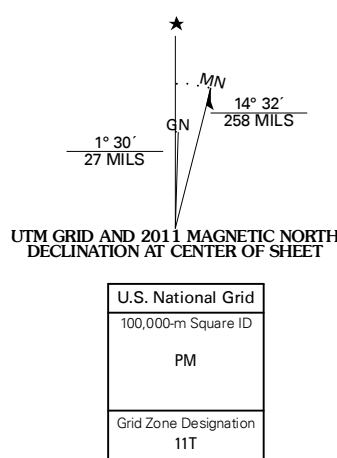 MN
14° 32´
258 MILS
GN
1° 30´
27 MILS
UTM GRID AND 2011 MAGNETIC NORTH
DECLINATION AT CENTER OF SHEET
U.S. National Grid
100,000-m Square ID
PM
Grid Zone Designation
11T